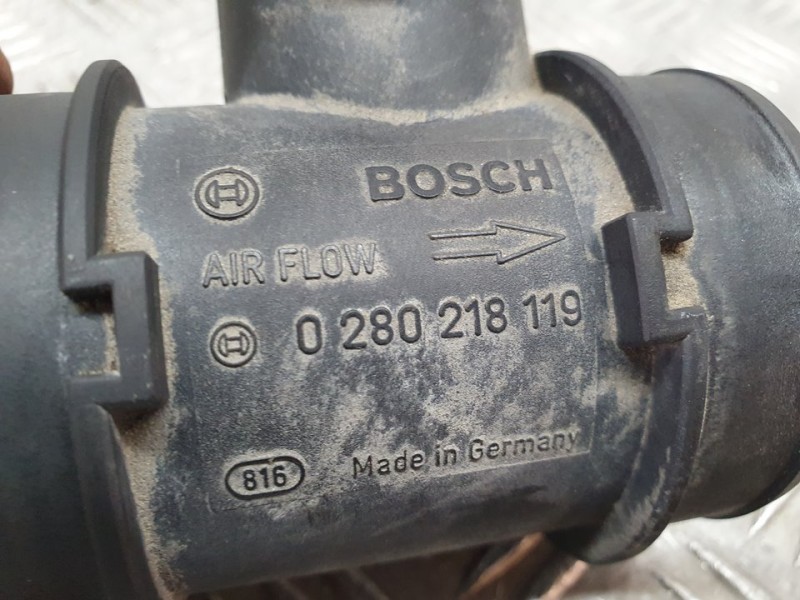 BOSCH
AIR FLOW
0 280 218 119
816
Made in Germany